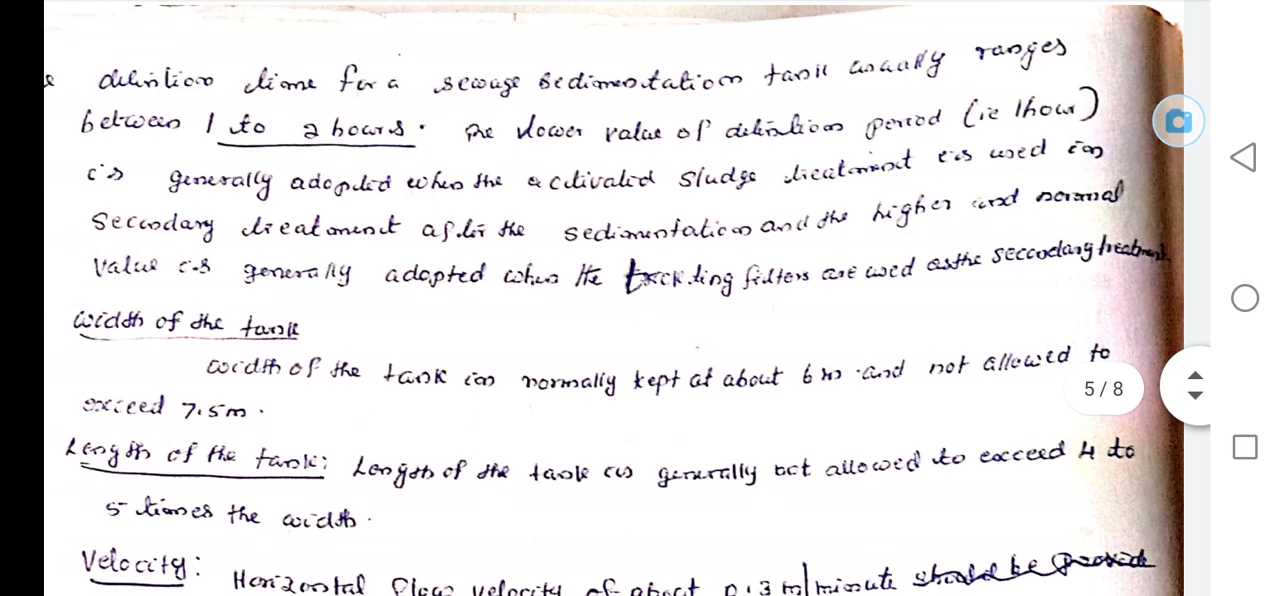 detention time for a sewage sedimentation tank usually ranges
between 1 to 2 hours. The lower value of detention period (ie 1hour)
is generally adopted when the activated sludge treatment is used in
Secondary treatment after the sedimentation and the higher and normal
value is generally adopted when the trickling filters are used as the secondary treatment.
width of the tank
width of the tank is normally kept at about 6 m and not allowed to
exceed 7.5m.
Length of the tank: Length of the tank is generally not allowed to exceed 4 to
5 times the width.
Velocity: Horizontal flow velocity of about 0.3 m/minute should be provide
5 / 8